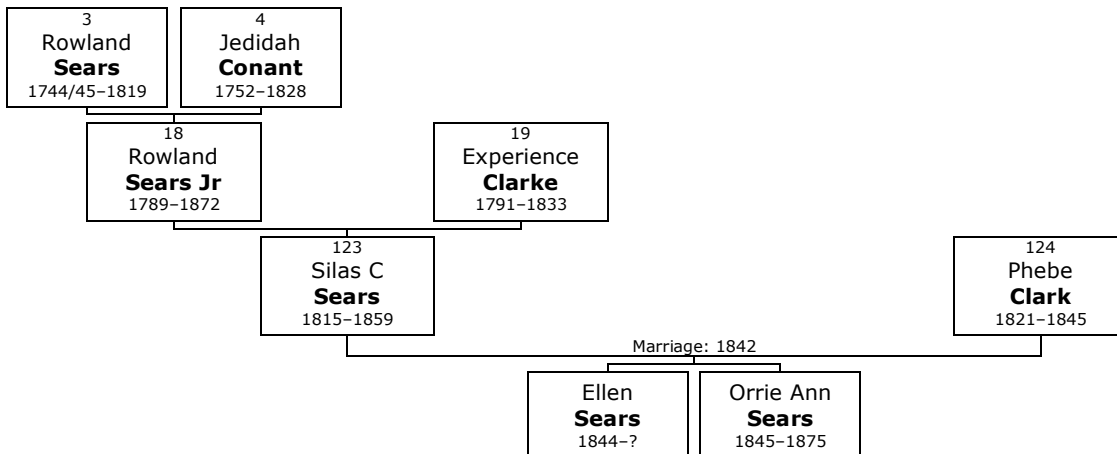 3
Rowland
Sears
1744/45–1819
4
Jedidah
Conant
1752–1828
18
Rowland
Sears Jr
1789–1872
19
Experience
Clarke
1791–1833
123
Silas C
Sears
1815–1859
124
Phebe
Clark
1821–1845
Marriage: 1842
Ellen
Sears
1844–?
Orrie Ann
Sears
1845–1875